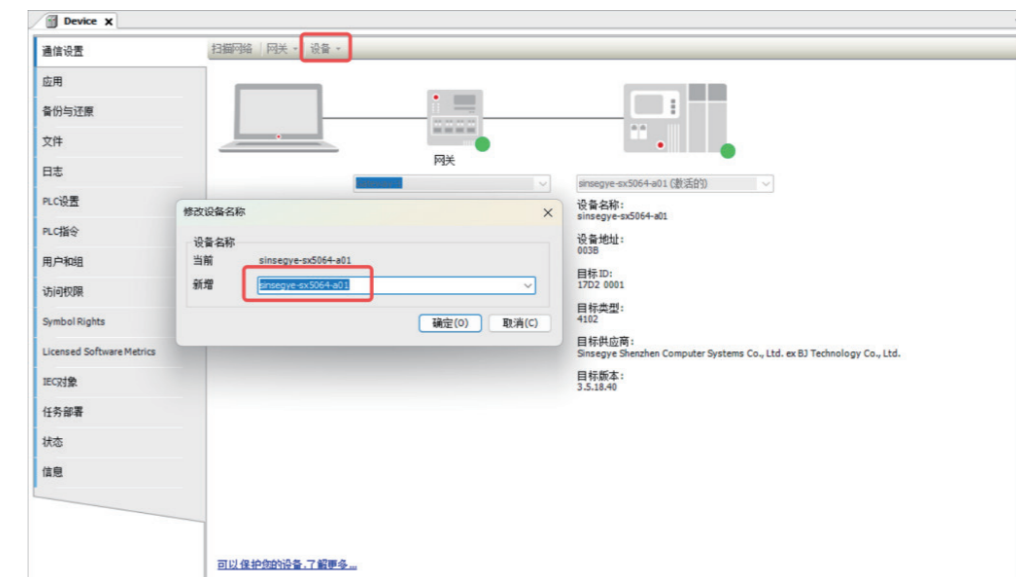 Device
通信设置
扫描网络
网关
设备
应用
备份与还原
文件
日志
PLC设置
PLC指令
用户和组
访问权限
Symbol Rights
Licensed Software Metrics
IEC对象
任务部署
状态
信息
网关
sinsegye-sx5064-a01 (激活的)
设备名称:
sinsegye-sx5064-a01
设备地址:
003B
目标ID:
17D2 0001
目标类型:
4102
目标供应商:
Sinsegye Shenzhen Computer Systems Co., Ltd. ex BJ Technology Co., Ltd.
目标版本:
3.5.18.40
修改设备名称
设备名称
当前 sinsegye-sx5064-a01
新增 sinsegye-sx5064-a01
确定(O) 取消(C)
可以保护你的设备.了解更多...